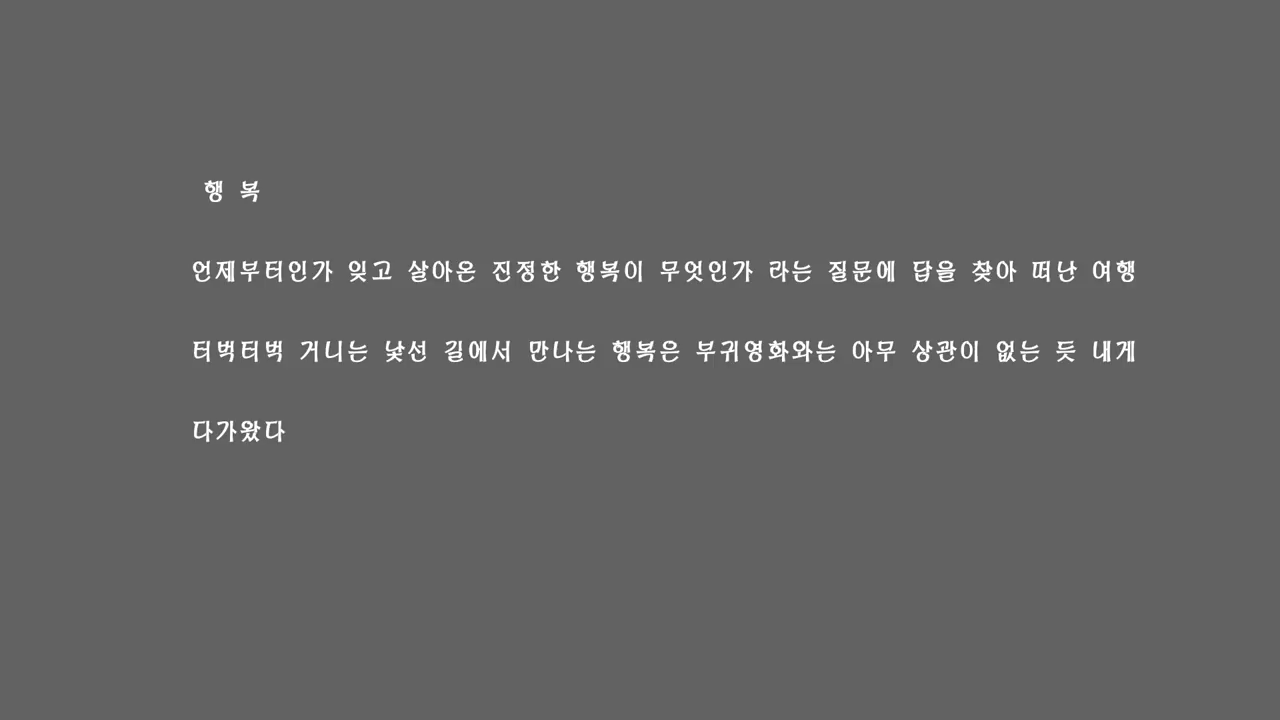 행 복
언제부터인가 잊고 살아온 진정한 행복이 무엇인가 라는 질문에 답을 찾아 떠난 여행
터벅터벅 거니는 낯선 길에서 만나는 행복은 부귀영화와는 아무 상관이 없는 듯 내게
다가왔다